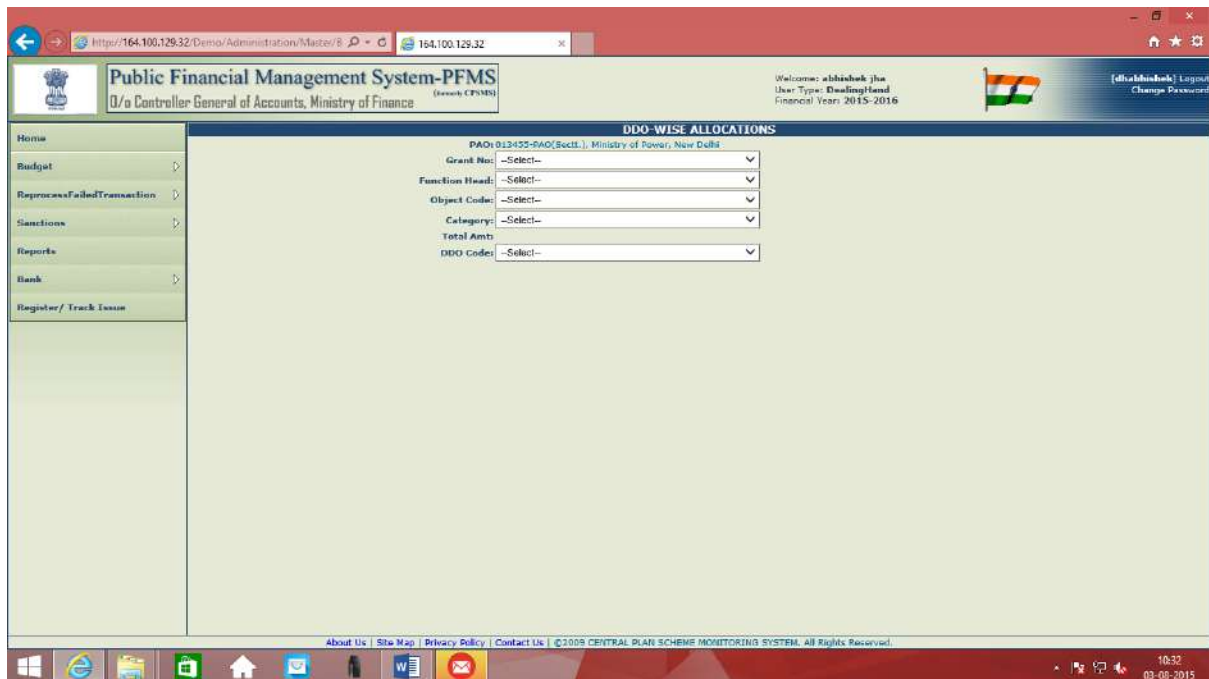 http://164.100.129.32/Demo/Administration/Master/B
164.100.129.32
Public Financial Management System-PFMS
(formerly CPSMS)
O/o Controller General of Accounts, Ministry of Finance
Welcome: abhishek jha
User Type: DealingHand
Financial Year: 2015-2016
[dhabhishek] Logout
Change Password
Home
Budget
ReprocessFailedTransaction
Sanctions
Reports
Bank
Register/ Track Issue
DDO-WISE ALLOCATIONS
PAO: 013455-PAO(Sectt.), Ministry of Power, New Delhi
Grant No: --Select--
Function Head: --Select--
Object Code: --Select--
Category: --Select--
Total Amt:
DDO Code: --Select--
About Us | Site Map | Privacy Policy | Contact Us | ©2009 CENTRAL PLAN SCHEME MONITORING SYSTEM. All Rights Reserved.
10:32
03-08-2015